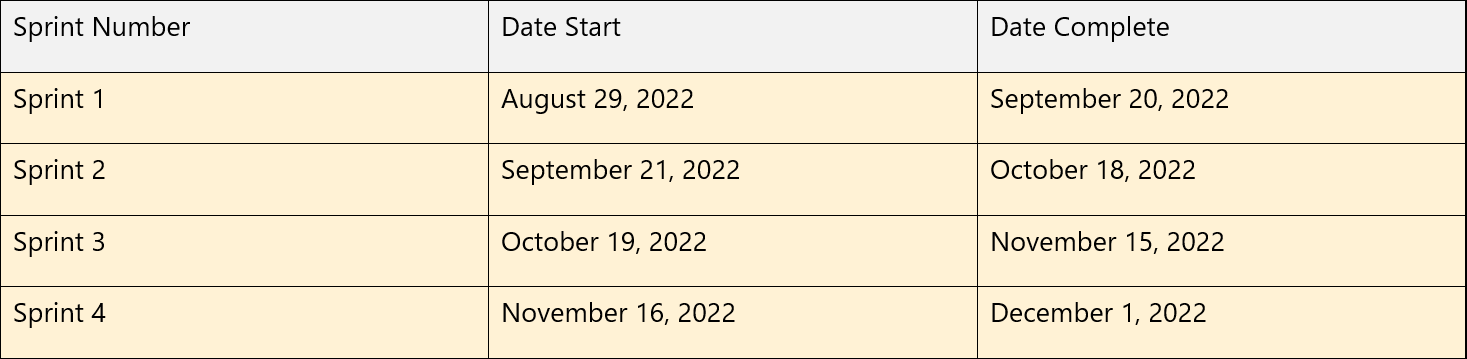 Sprint Number Date Start Date Complete
Sprint 1 August 29, 2022 September 20, 2022
Sprint 2 September 21, 2022 October 18, 2022
Sprint 3 October 19, 2022 November 15, 2022
Sprint 4 November 16, 2022 December 1, 2022